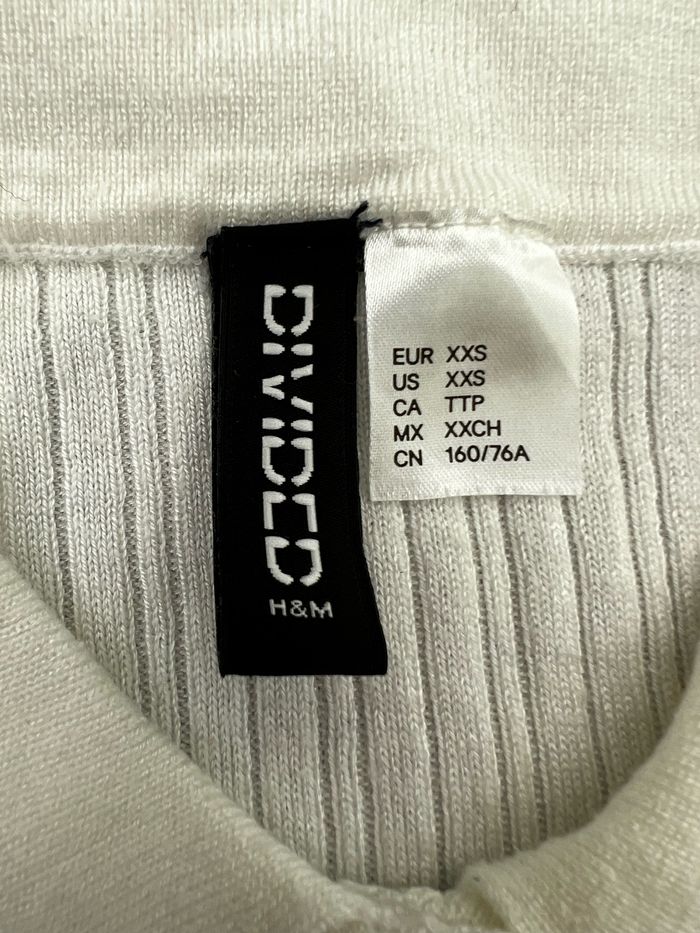 DIVIDED
H&M
EUR XXS
US XXS
CA TTP
MX XXCH
CN 160/76A